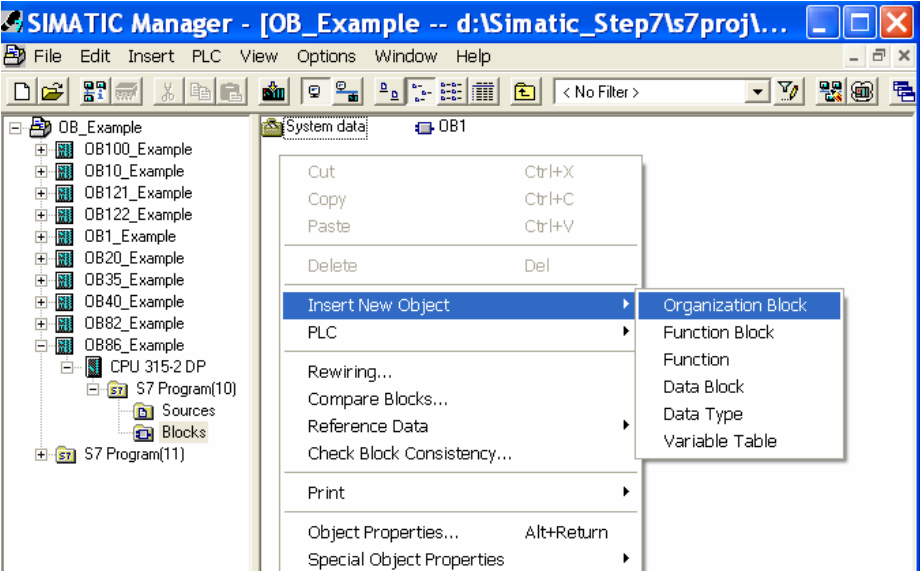 SIMATIC Manager - [OB_Example -- d:\Simatic_Step7\s7proj\...
File Edit Insert PLC View Options Window Help
< No Filter >
OB_Example
OB100_Example
OB10_Example
OB121_Example
OB122_Example
OB1_Example
OB20_Example
OB35_Example
OB40_Example
OB82_Example
OB86_Example
CPU 315-2 DP
S7 Program(10)
Sources
Blocks
S7 Program(11)
System data OB1
Cut Ctrl+X
Copy Ctrl+C
Paste Ctrl+V
Delete Del
Insert New Object
PLC
Rewiring...
Compare Blocks...
Reference Data
Check Block Consistency...
Print
Object Properties... Alt+Return
Special Object Properties
Organization Block
Function Block
Function
Data Block
Data Type
Variable Table